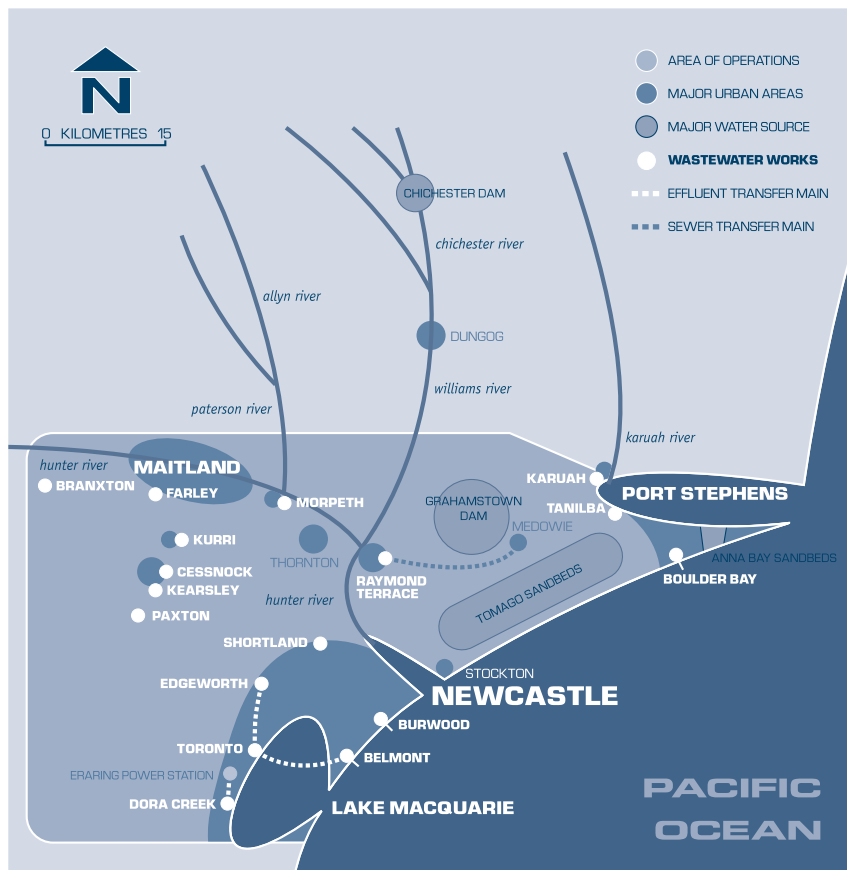 N
0 KILOMETRES 15
AREA OF OPERATIONS
MAJOR URBAN AREAS
MAJOR WATER SOURCE
WASTEWATER WORKS
EFFLUENT TRANSFER MAIN
SEWER TRANSFER MAIN
CHICHESTER DAM
chichester river
allyn river
DUNGOG
williams river
paterson river
karuah river
hunter river
MAITLAND
BRANXTON
FARLEY
MORPETH
GRAHAMSTOWN
DAM
KARUAH
PORT STEPHENS
TANILBA
MEDOWIE
KURRI
THORNTON
ANNA BAY SANDBEDS
CESSNOCK
RAYMOND
TERRACE
BOULDER BAY
KEARSLEY
hunter river
TOMAGO SANDBEDS
PAXTON
SHORTLAND
STOCKTON
EDGEWORTH
NEWCASTLE
BURWOOD
TORONTO
BELMONT
ERARING POWER STATION
DORA CREEK
LAKE MACQUARIE
PACIFIC
OCEAN